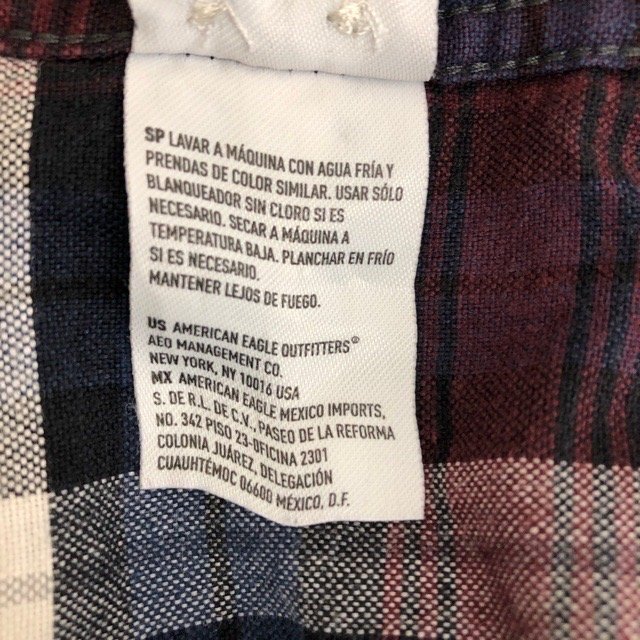 SP LAVAR A MÁQUINA CON AGUA FRÍA Y
PRENDAS DE COLOR SIMILAR. USAR SÓLO
BLANQUEADOR SIN CLORO SI ES
NECESARIO. SECAR A MÁQUINA A
TEMPERATURA BAJA. PLANCHAR EN FRÍO
SI ES NECESARIO.
MANTENER LEJOS DE FUEGO.
US AMERICAN EAGLE OUTFITTERS®
AEO MANAGEMENT CO.
NEW YORK, NY 10016 USA
MX AMERICAN EAGLE MEXICO IMPORTS,
S. DE R.L. DE C.V., PASEO DE LA REFORMA
NO. 342 PISO 23-OFICINA 2301
COLONIA JUÁREZ, DELEGACIÓN
CUAUHTÉMOC 06600 MÉXICO, D.F.